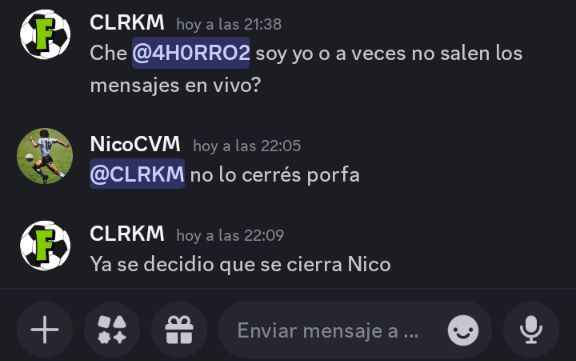 CLRKM hoy a las 21:38
Che @4H0RRO2 soy yo o a veces no salen los
mensajes en vivo?
NicoCVM hoy a las 22:05
@CLRKM no lo cerrés porfa
CLRKM hoy a las 22:09
Ya se decidio que se cierra Nico
Enviar mensaje a ...